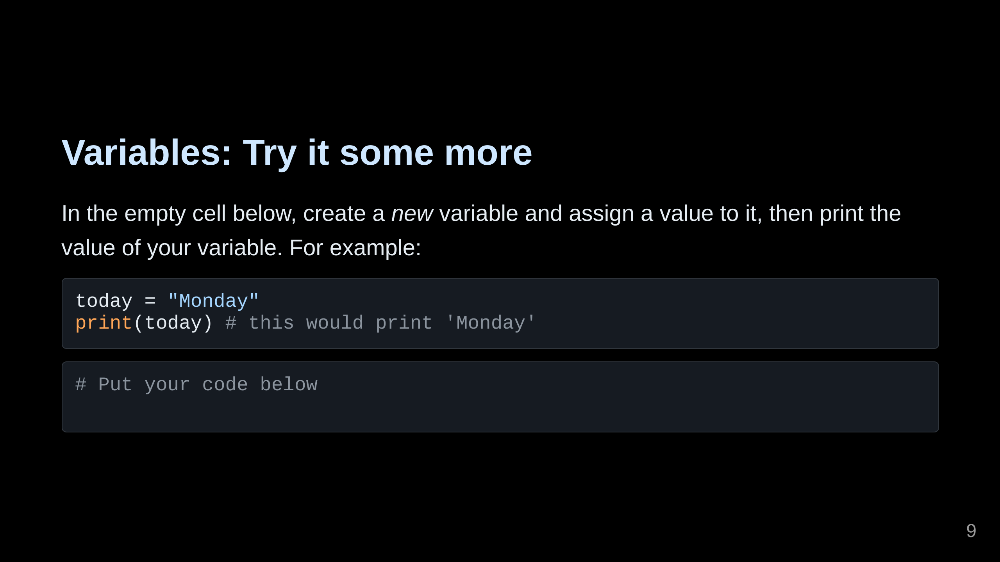 Variables: Try it some more
In the empty cell below, create a new variable and assign a value to it, then print the
value of your variable. For example:
today = "Monday"
print(today) # this would print 'Monday'
# Put your code below
9